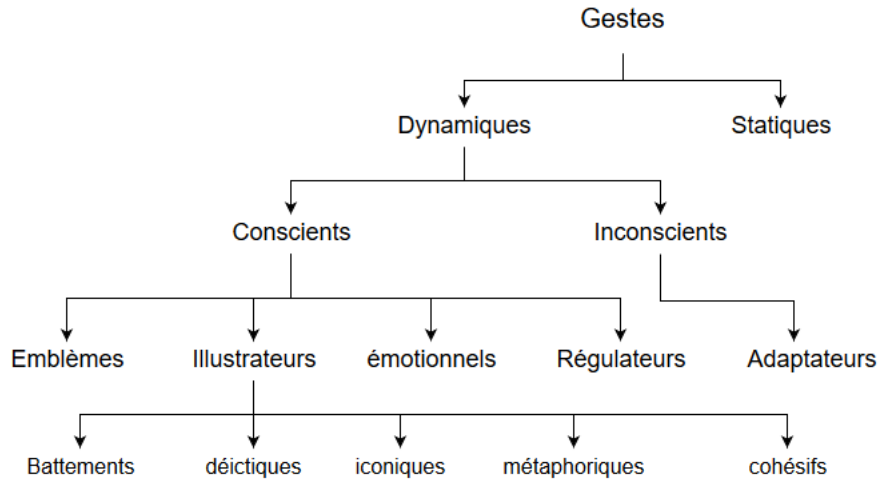 Gestes
Dynamiques Statiques
Conscients Inconscients
Emblèmes Illustrateurs émotionnels Régulateurs Adaptateurs
Battements déictiques iconiques métaphoriques cohésifs